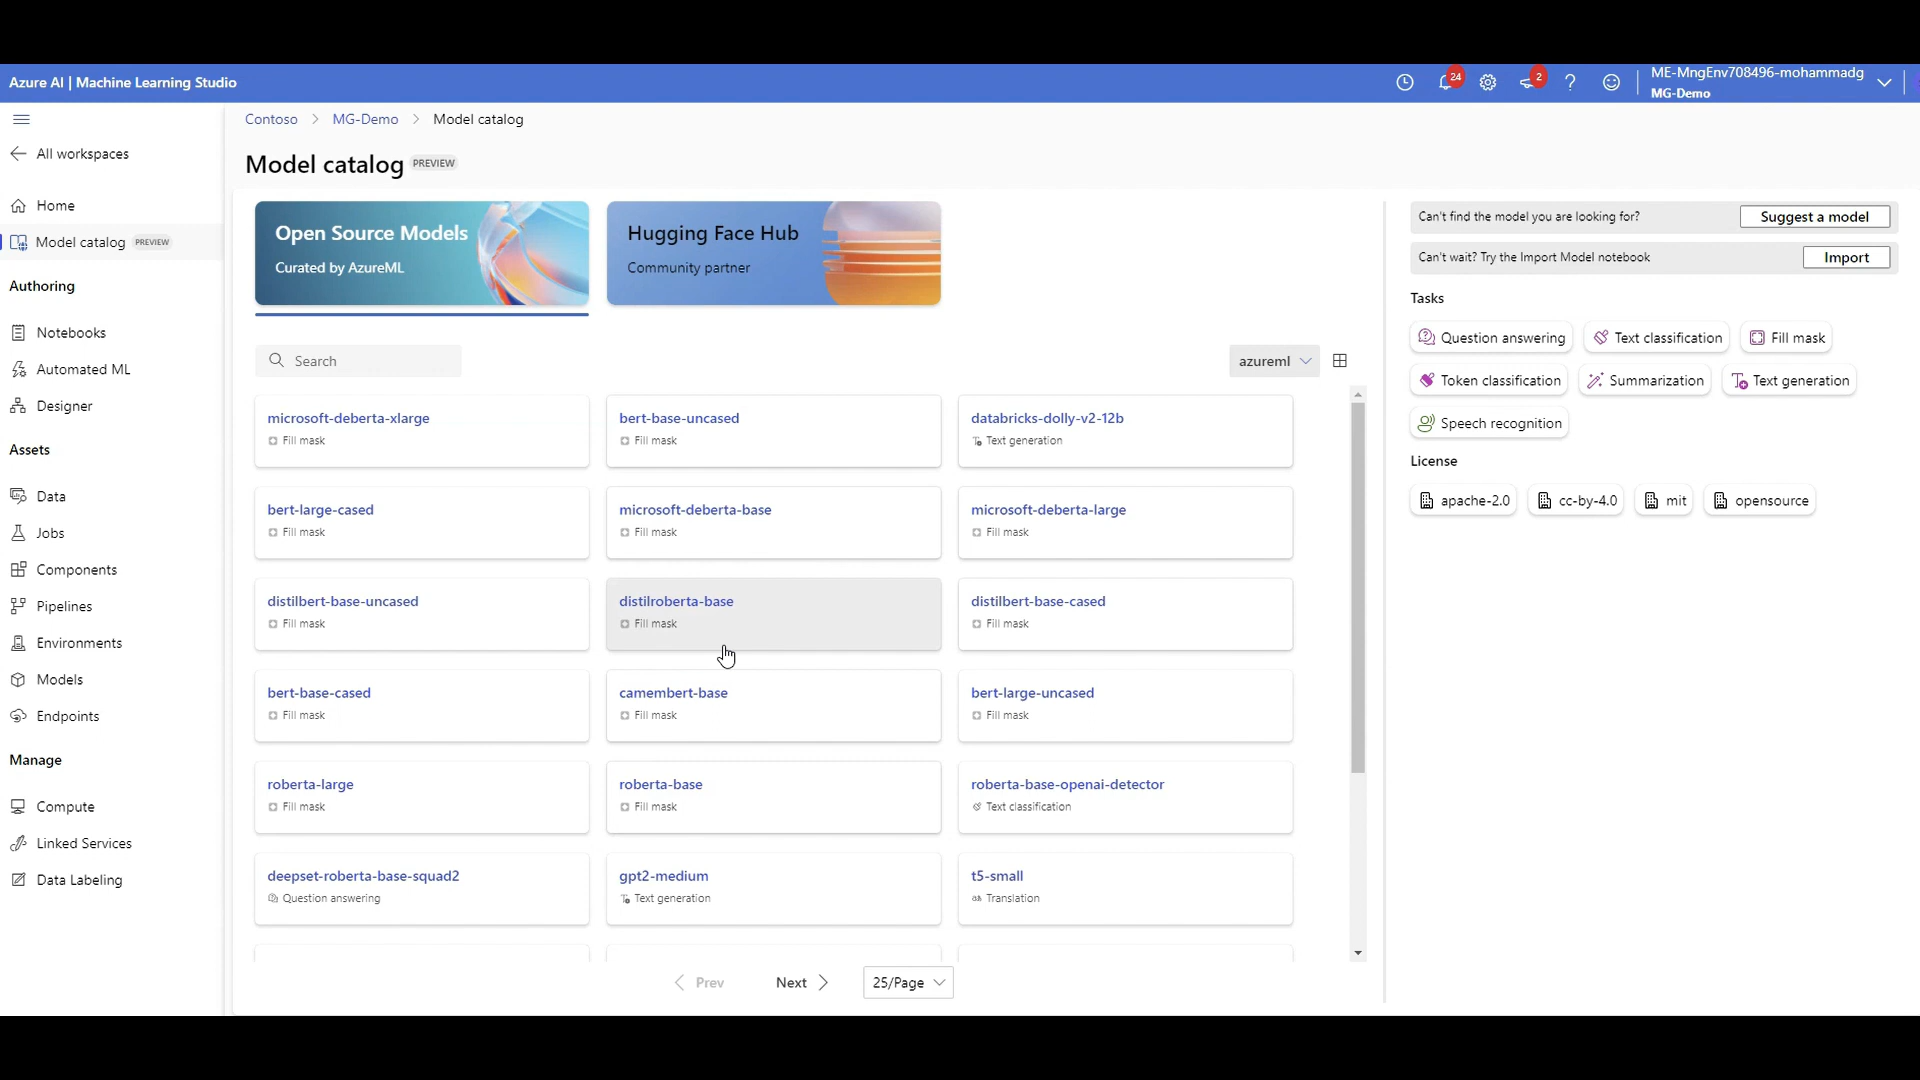 Azure AI | Machine Learning Studio
24
2
ME-MngEnv708496-mohammadg
MG-Demo
All workspaces
Home
Model catalog PREVIEW
Authoring
Notebooks
Automated ML
Designer
Assets
Data
Jobs
Components
Pipelines
Environments
Models
Endpoints
Manage
Compute
Linked Services
Data Labeling
Contoso > MG-Demo > Model catalog
Model catalog PREVIEW
Open Source Models
Curated by AzureML
Hugging Face Hub
Community partner
Search
azureml
microsoft-deberta-xlarge
Fill mask
bert-base-uncased
Fill mask
databricks-dolly-v2-12b
Text generation
bert-large-cased
Fill mask
microsoft-deberta-base
Fill mask
microsoft-deberta-large
Fill mask
distilbert-base-uncased
Fill mask
distilroberta-base
Fill mask
distilbert-base-cased
Fill mask
bert-base-cased
Fill mask
camembert-base
Fill mask
bert-large-uncased
Fill mask
roberta-large
Fill mask
roberta-base
Fill mask
roberta-base-openai-detector
Text classification
deepset-roberta-base-squad2
Question answering
gpt2-medium
Text generation
t5-small
Translation
Prev
Next
25/Page
Can't find the model you are looking for?
Suggest a model
Can't wait? Try the Import Model notebook
Import
Tasks
Question answering
Text classification
Fill mask
Token classification
Summarization
Text generation
Speech recognition
License
apache-2.0
cc-by-4.0
mit
opensource